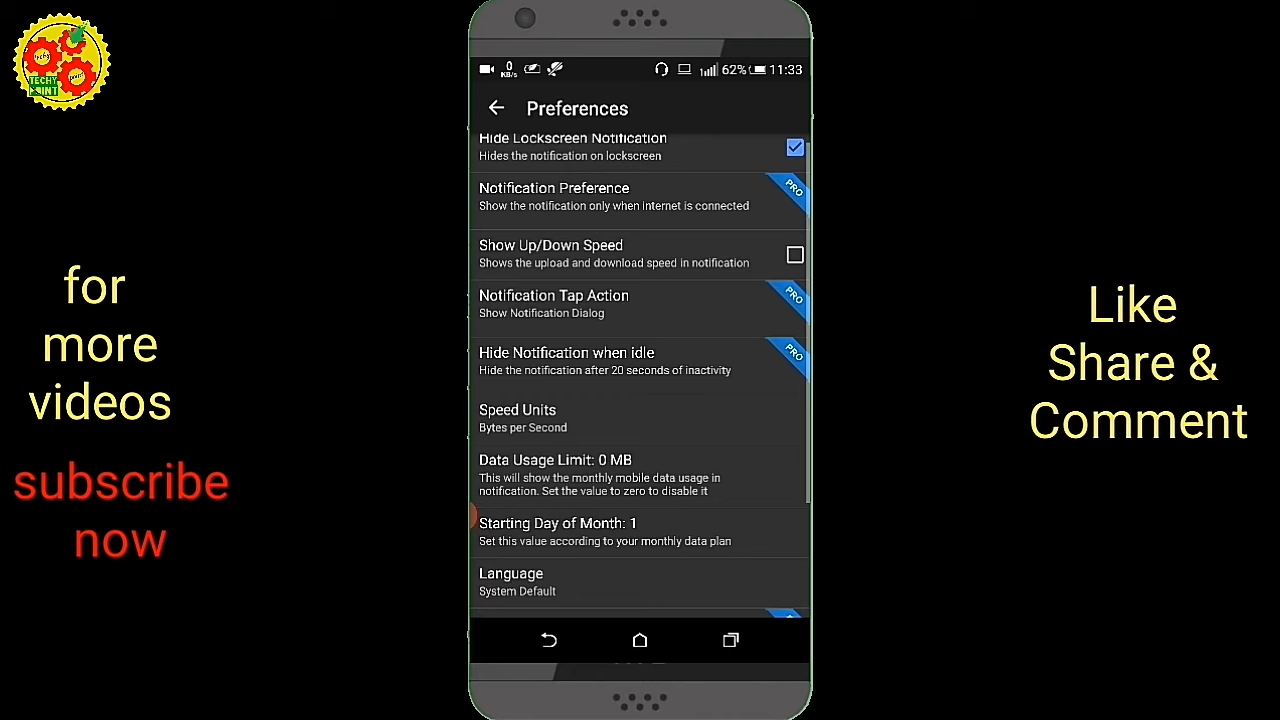 TECHY
POINT
for
more
videos
subscribe
now
0
KB/s
62%
11:33
Preferences
Hide Lockscreen Notification
Hides the notification on lockscreen
Notification Preference
PRO
Show the notification only when Internet is connected
Show Up/Down Speed
Shows the upload and download speed in notification
Notification Tap Action
PRO
Show Notification Dialog
Hide Notification when idle
PRO
Hide the notification after 20 seconds of inactivity
Speed Units
Bytes per Second
Data Usage Limit: 0 MB
This will show the monthly mobile data usage in
notification. Set the value to zero to disable it
Starting Day of Month: 1
Set this value according to your monthly data plan
Language
System Default
Like
Share &
Comment